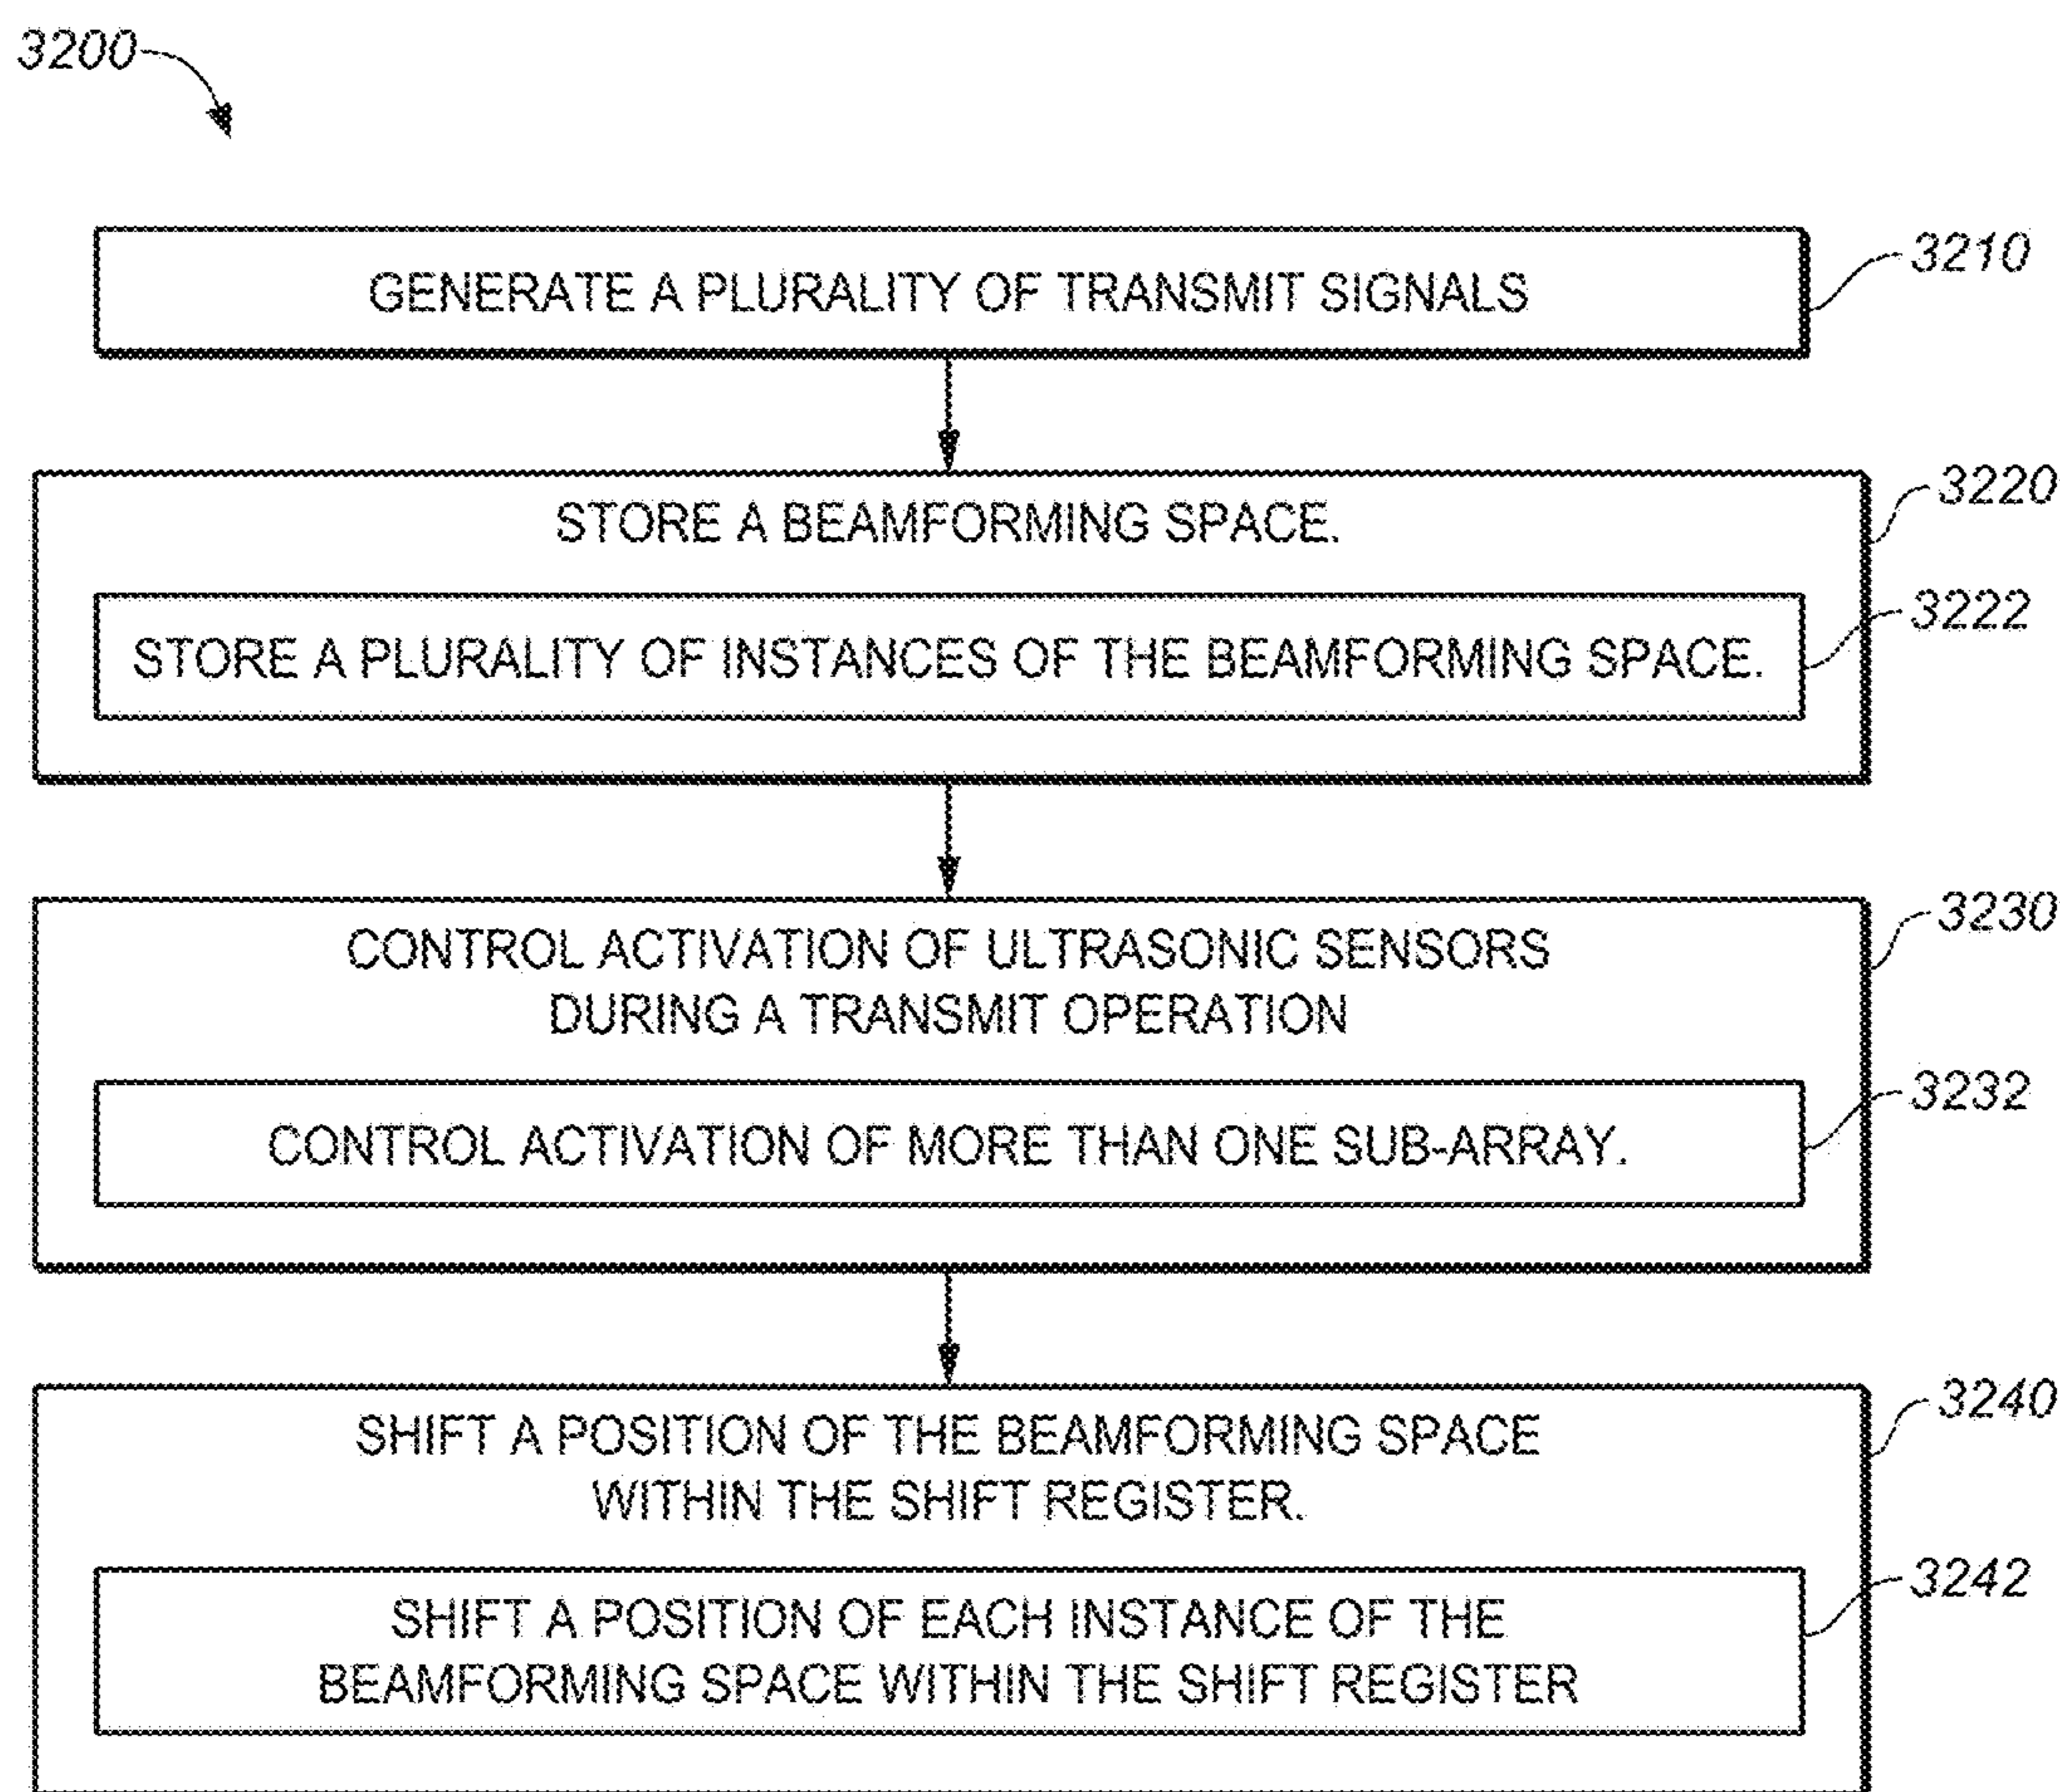 3200
GENERATE A PLURALITY OF TRANSMIT SIGNALS
3210
STORE A BEAMFORMING SPACE.
3220
STORE A PLURALITY OF INSTANCES OF THE BEAMFORMING SPACE.
3222
CONTROL ACTIVATION OF ULTRASONIC SENSORS
DURING A TRANSMIT OPERATION
3230
CONTROL ACTIVATION OF MORE THAN ONE SUB-ARRAY.
3232
SHIFT A POSITION OF THE BEAMFORMING SPACE
WITHIN THE SHIFT REGISTER.
3240
SHIFT A POSITION OF EACH INSTANCE OF THE
BEAMFORMING SPACE WITHIN THE SHIFT REGISTER
3242